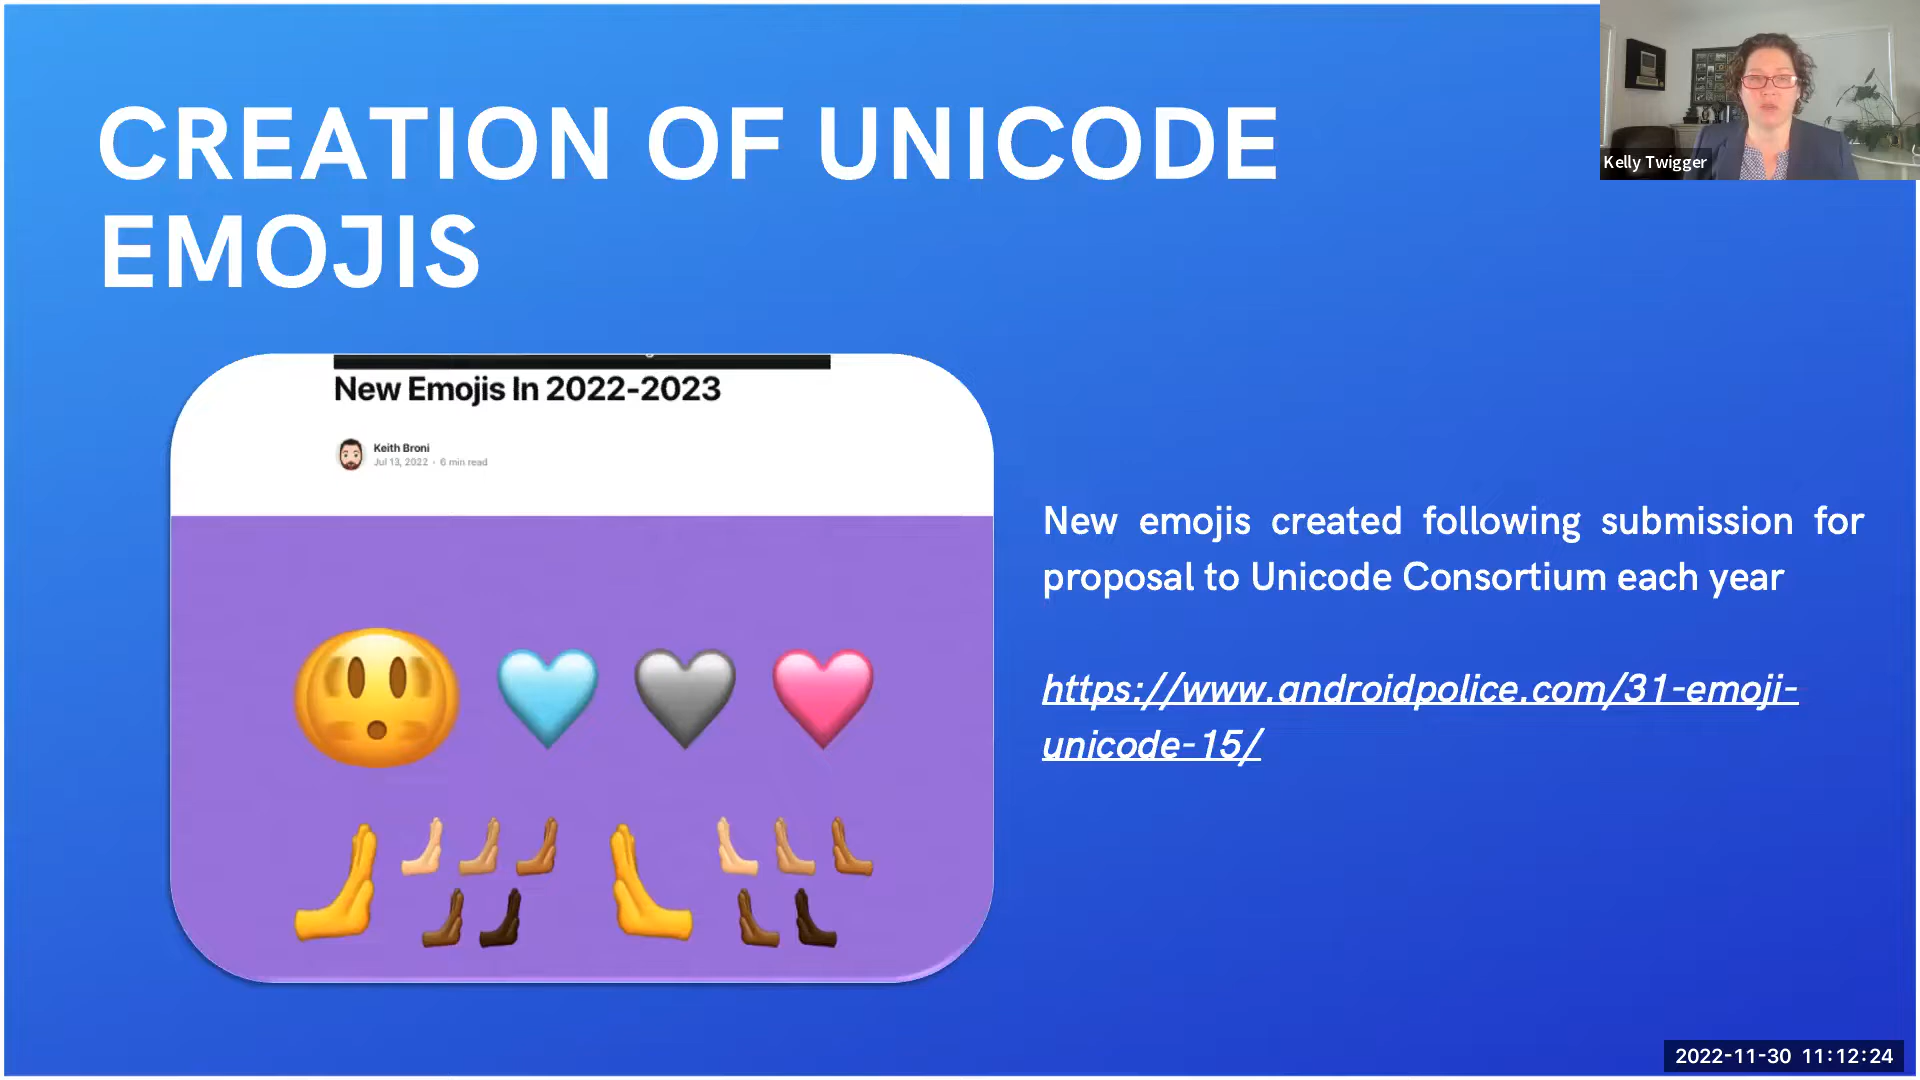 CREATION OF UNICODE
EMOJIS
Kelly Twigger
New Emojis In 2022-2023
Keith Broni
Jul 13, 2022 · 6 min read
New emojis created following submission for
proposal to Unicode Consortium each year
https://www.androidpolice.com/31-emoji-
unicode-15/
2022-11-30 11:12:24